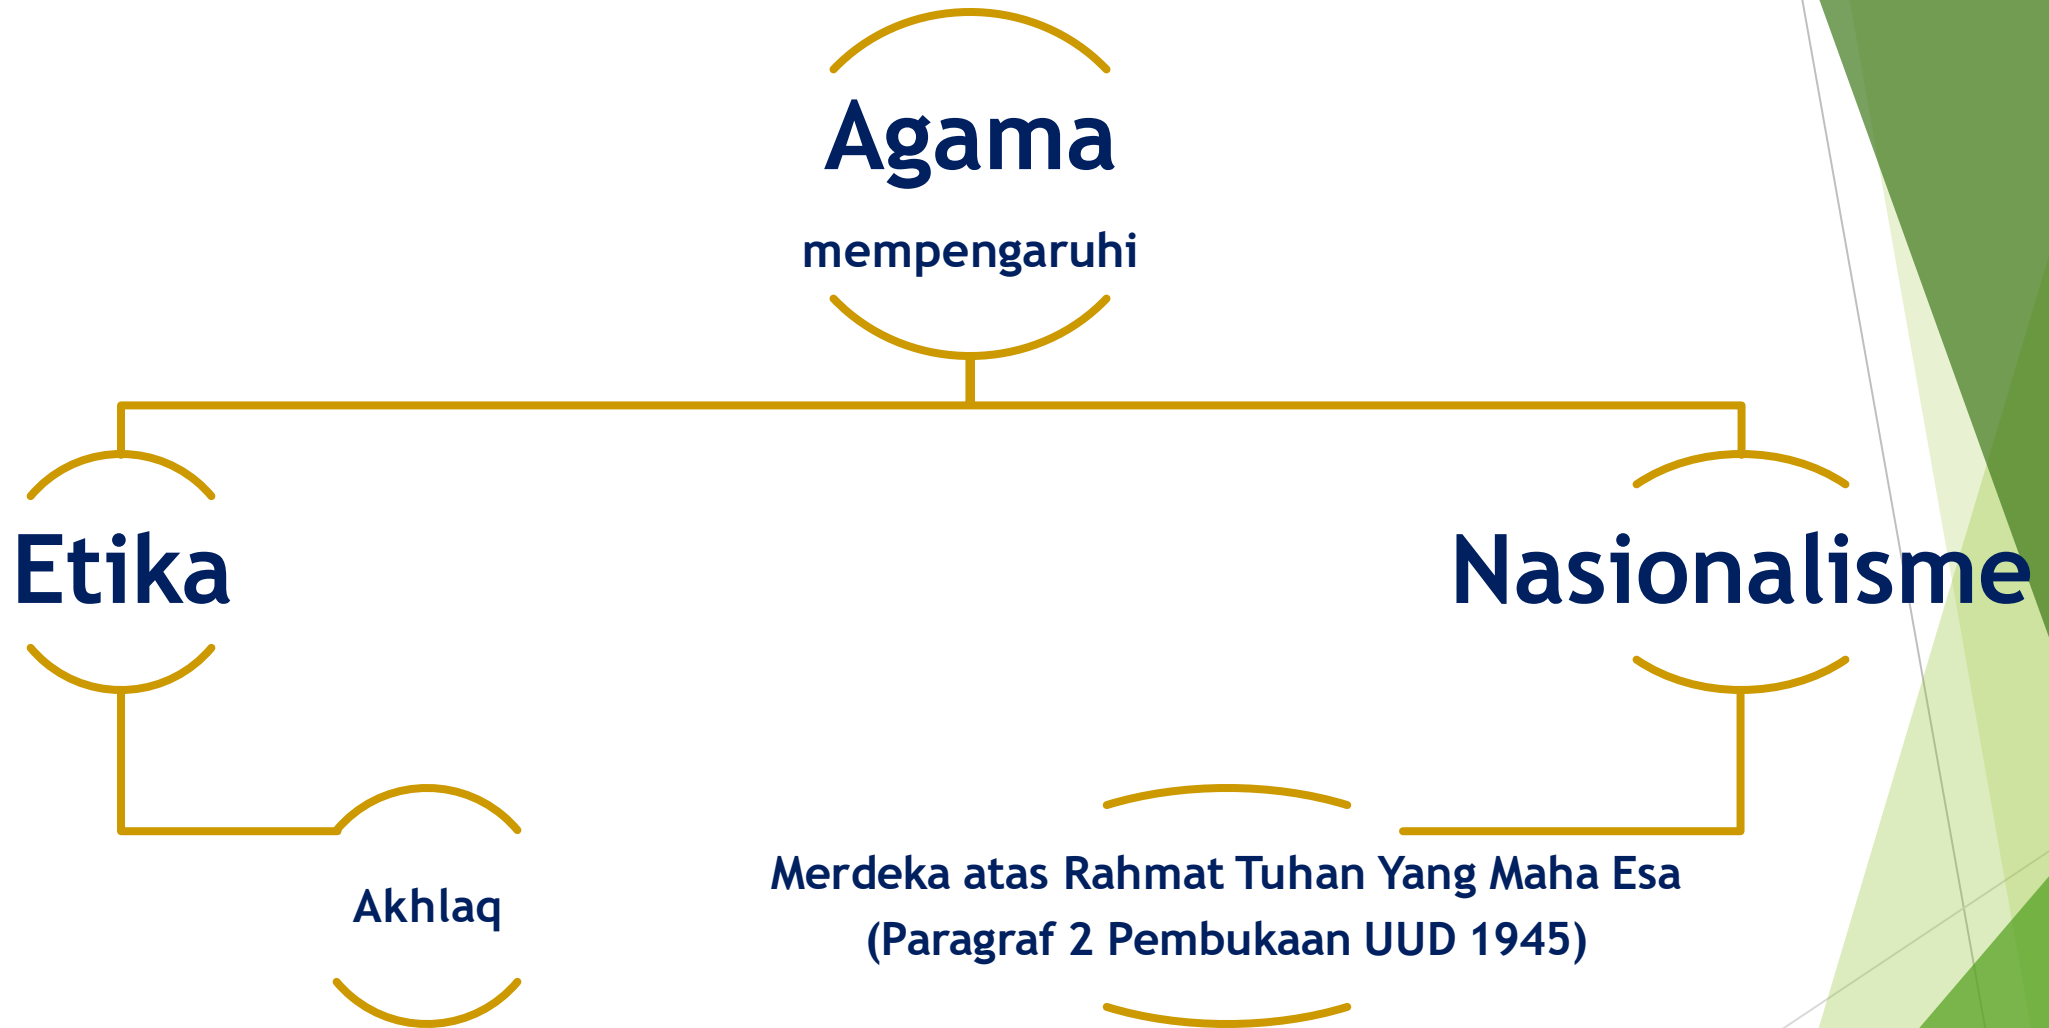 Agama
mempengaruhi
Etika
Nasionalisme
Akhlaq
Merdeka atas Rahmat Tuhan Yang Maha Esa
(Paragraf 2 Pembukaan UUD 1945)